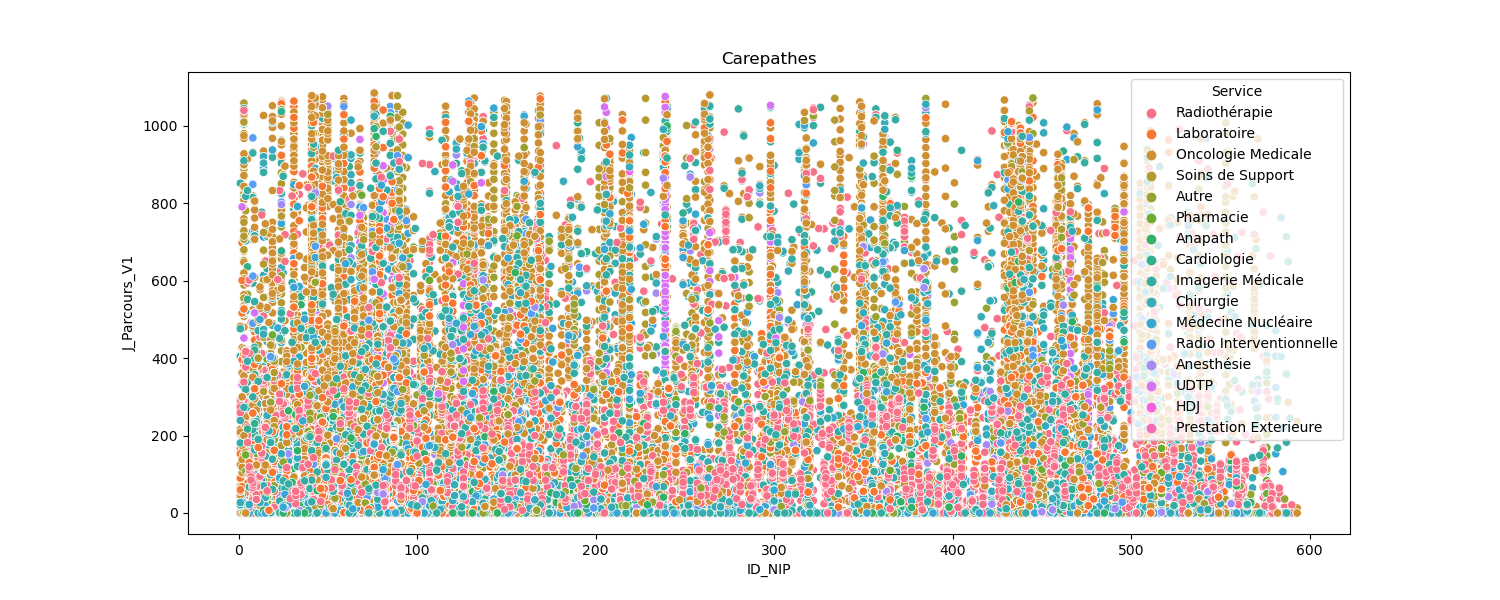 Carepathes
J_Parcours_V1
1000
800
600
400
200
0
0 100 200 300 400 500 600
ID_NIP
Service
Radiothérapie
Laboratoire
Oncologie Medicale
Soins de Support
Autre
Pharmacie
Anapath
Cardiologie
Imagerie Médicale
Chirurgie
Médecine Nucléaire
Radio Interventionnelle
Anesthésie
UDTP
HDJ
Prestation Exterieure